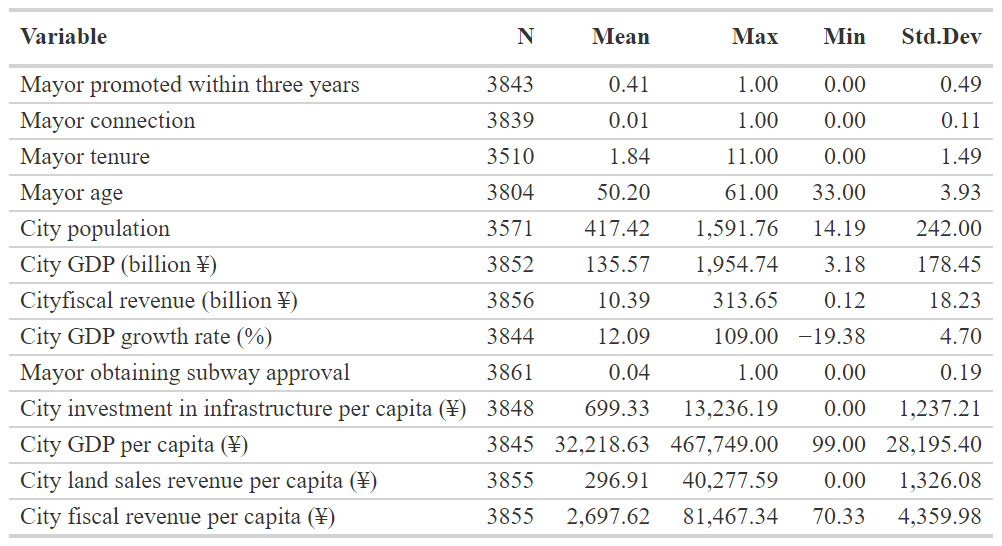 Variable N Mean Max Min Std.Dev
Mayor promoted within three years 3843 0.41 1.00 0.00 0.49
Mayor connection 3839 0.01 1.00 0.00 0.11
Mayor tenure 3510 1.84 11.00 0.00 1.49
Mayor age 3804 50.20 61.00 33.00 3.93
City population 3571 417.42 1,591.76 14.19 242.00
City GDP (billion ¥) 3852 135.57 1,954.74 3.18 178.45
Cityfiscal revenue (billion ¥) 3856 10.39 313.65 0.12 18.23
City GDP growth rate (%) 3844 12.09 109.00 −19.38 4.70
Mayor obtaining subway approval 3861 0.04 1.00 0.00 0.19
City investment in infrastructure per capita (¥) 3848 699.33 13,236.19 0.00 1,237.21
City GDP per capita (¥) 3845 32,218.63 467,749.00 99.00 28,195.40
City land sales revenue per capita (¥) 3855 296.91 40,277.59 0.00 1,326.08
City fiscal revenue per capita (¥) 3855 2,697.62 81,467.34 70.33 4,359.98